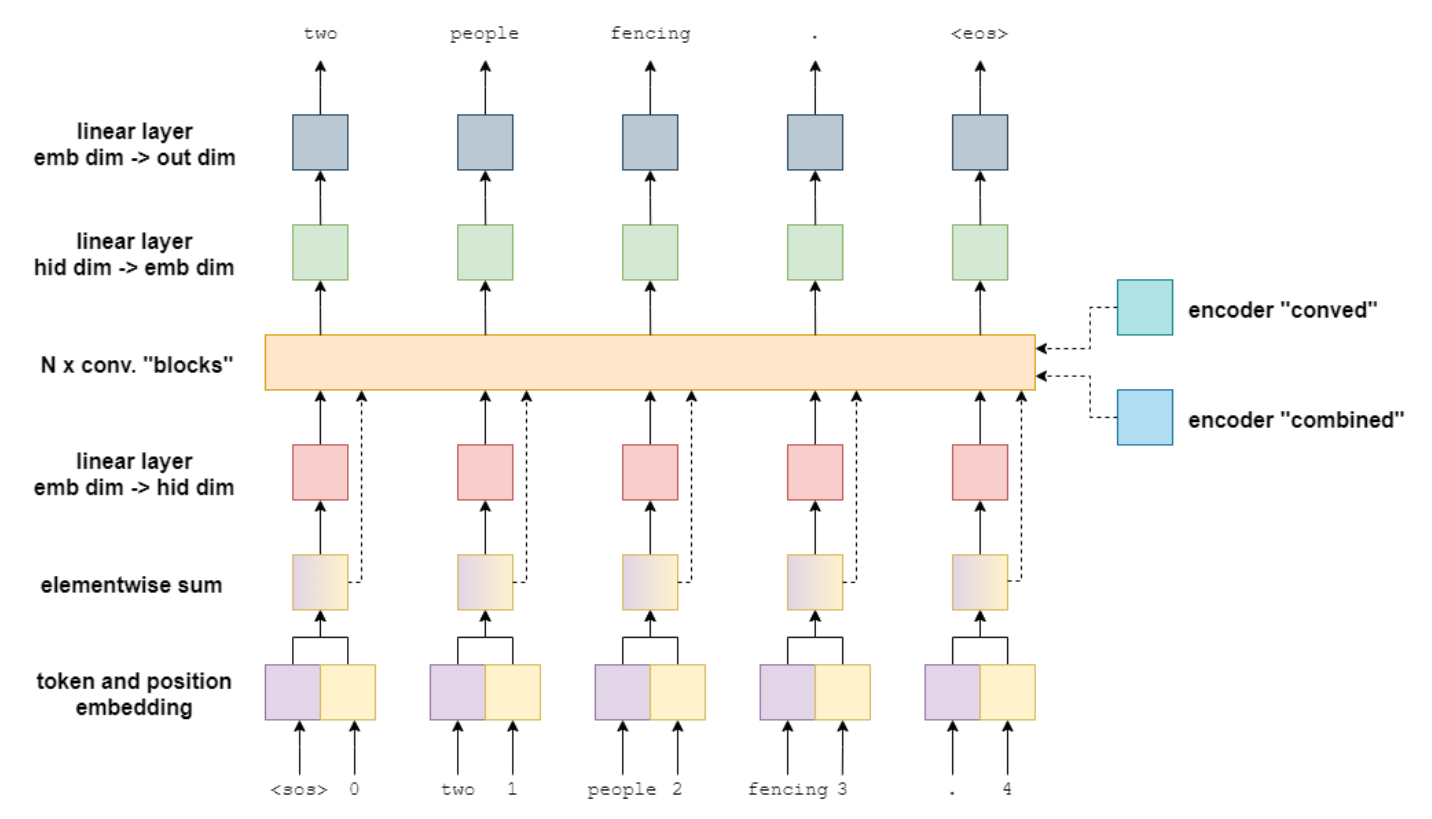 two people fencing . <eos>
linear layer
emb dim -> out dim
linear layer
hid dim -> emb dim
encoder "conved"
N x conv. "blocks"
encoder "combined"
linear layer
emb dim -> hid dim
elementwise sum
token and position
embedding
<sos> 0 two 1 people 2 fencing 3 . 4